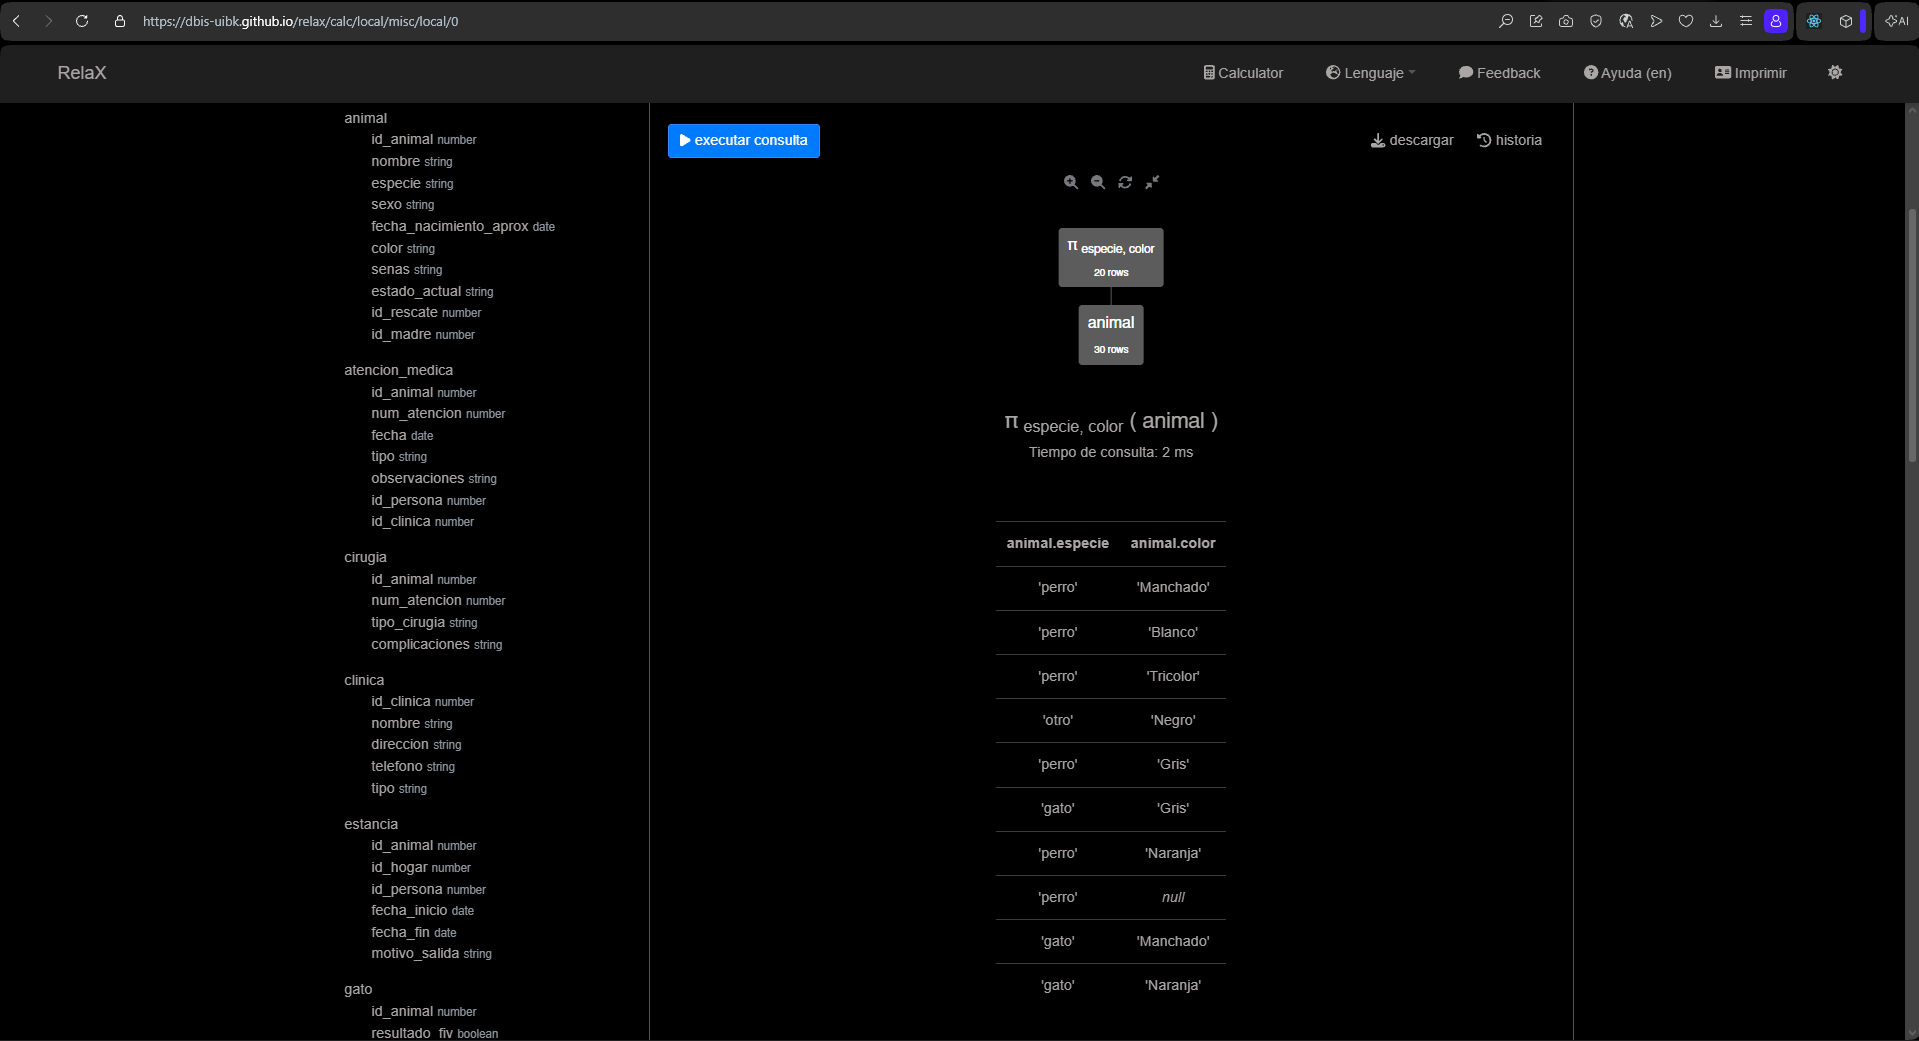 https://dbis-uibk.github.io/relax/calc/local/misc/local/0
AI
RelaX
Calculator
Lenguaje
Feedback
Ayuda (en)
Imprimir
animal
id_animal number
nombre string
especie string
sexo string
fecha_nacimiento_aprox date
color string
senas string
estado_actual string
id_rescate number
id_madre number
atencion_medica
id_animal number
num_atencion number
fecha date
tipo string
observaciones string
id_persona number
id_clinica number
cirugia
id_animal number
num_atencion number
tipo_cirugia string
complicaciones string
clinica
id_clinica number
nombre string
direccion string
telefono string
tipo string
estancia
id_animal number
id_hogar number
id_persona number
fecha_inicio date
fecha_fin date
motivo_salida string
gato
id_animal number
resultado_fiv boolean
executar consulta
descargar
historia
π especie, color
20 rows
animal
30 rows
π especie, color ( animal )
Tiempo de consulta: 2 ms
animal.especie animal.color
'perro' 'Manchado'
'perro' 'Blanco'
'perro' 'Tricolor'
'otro' 'Negro'
'perro' 'Gris'
'gato' 'Gris'
'perro' 'Naranja'
'perro' null
'gato' 'Manchado'
'gato' 'Naranja'